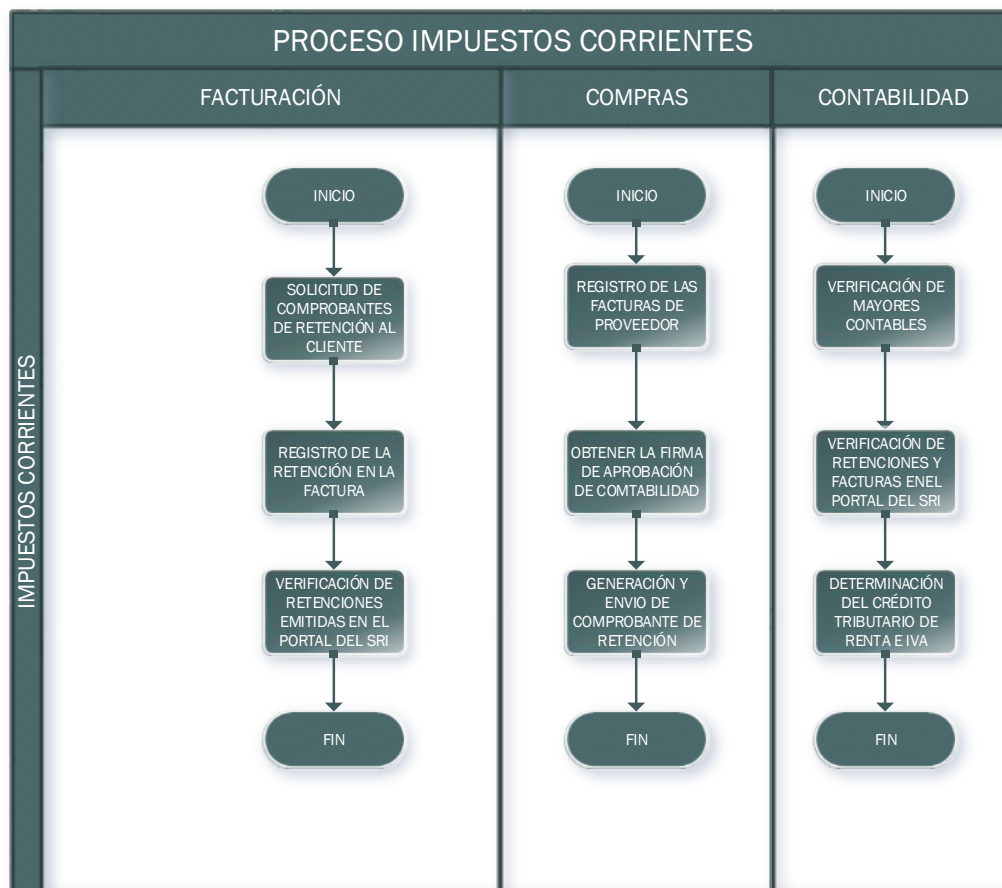 PROCESO IMPUESTOS CORRIENTES
IMPUESTOS CORRIENTES
FACTURACIÓN
INICIO
SOLICITUD DE
COMPROBANTES
DE RETENCIÓN AL
CLIENTE
REGISTRO DE LA
RETENCIÓN EN LA
FACTURA
VERIFICACIÓN DE
RETENCIONES
EMITIDAS EN EL
PORTAL DEL SRI
FIN
COMPRAS
INICIO
REGISTRO DE LAS
FACTURAS DE
PROVEEDOR
OBTENER LA FIRMA
DE APROBACIÓN
DE COMTABILIDAD
GENERACIÓN Y
ENVIO DE
COMPROBANTE DE
RETENCIÓN
FIN
CONTABILIDAD
INICIO
VERIFICACIÓN DE
MAYORES
CONTABLES
VERIFICACIÓN DE
RETENCIONES Y
FACTURAS ENEL
PORTAL DEL SRI
DETERMINACIÓN
DEL CRÉDITO
TRIBUTARIO DE
RENTA E IVA
FIN